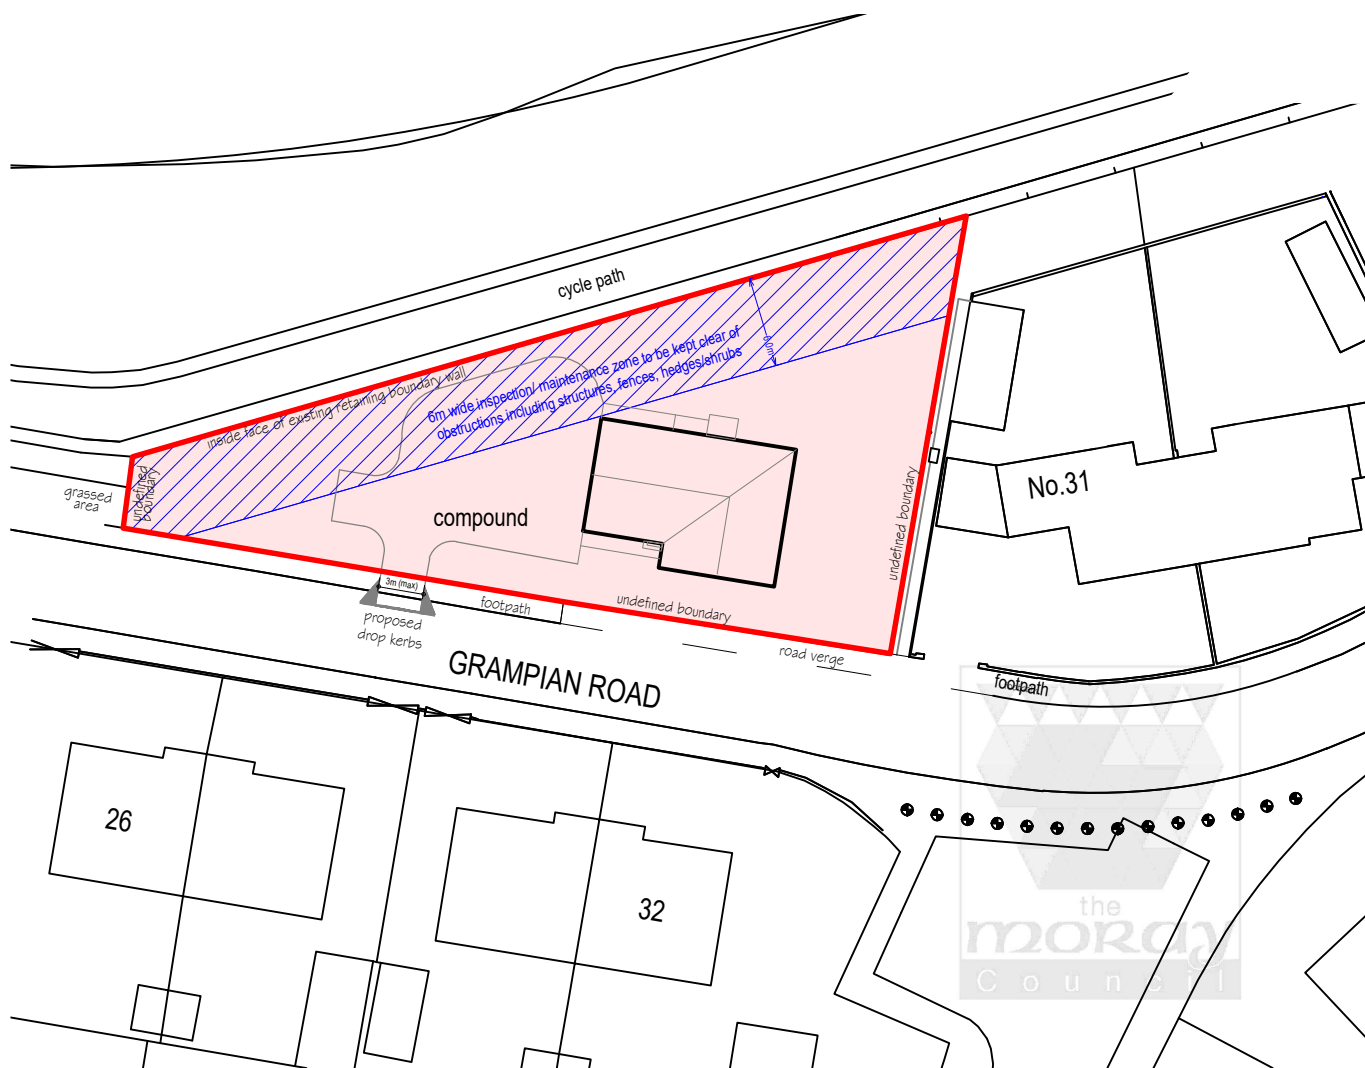 cycle path
6.0m
6m wide inspection/ maintenance zone to be kept clear of
obstructions including structures, fences, hedges/shrubs
inside face of existing retaining boundary wall
undefined
boundary
grassed
area
compound
No.31
undefined boundary
3m (max)
footpath
undefined boundary
proposed
drop kerbs
road verge
GRAMPIAN ROAD
footpath
26
32
the
moray
Council